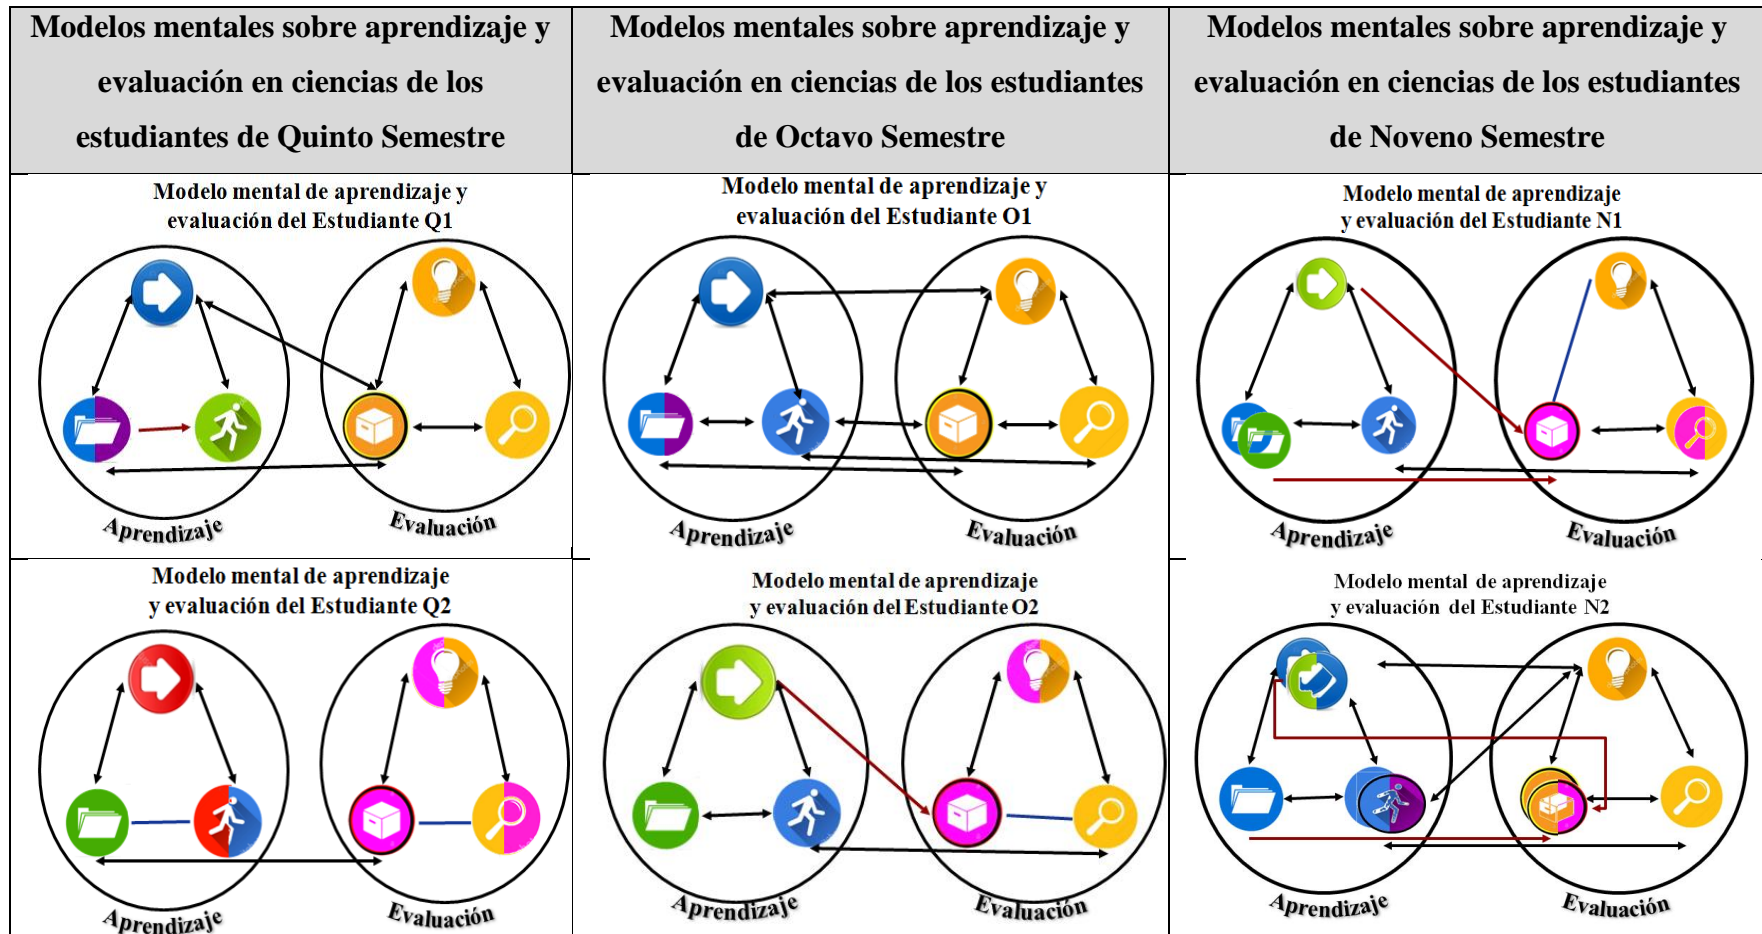 Modelos mentales sobre aprendizaje y
evaluación en ciencias de los
estudiantes de Quinto Semestre
Modelos mentales sobre aprendizaje y
evaluación en ciencias de los estudiantes
de Octavo Semestre
Modelos mentales sobre aprendizaje y
evaluación en ciencias de los estudiantes
de Noveno Semestre
Modelo mental de aprendizaje y
evaluación del Estudiante Q1
Aprendizaje
Evaluación
Modelo mental de aprendizaje y
evaluación del Estudiante O1
Aprendizaje
Evaluación
Modelo mental de aprendizaje
y evaluación del Estudiante N1
Aprendizaje
Evaluación
Modelo mental de aprendizaje
y evaluación del Estudiante Q2
Aprendizaje
Evaluación
Modelo mental de aprendizaje
y evaluación del Estudiante O2
Aprendizaje
Evaluación
Modelo mental de aprendizaje
y evaluación del Estudiante N2
Aprendizaje
Evaluación